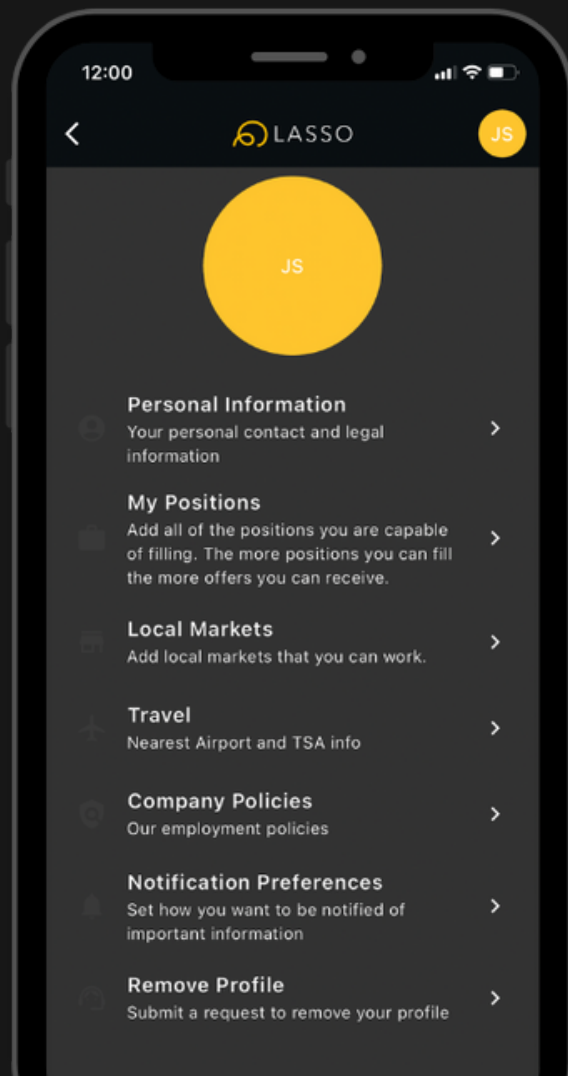 12:00
LASSO
JS
JS
Personal Information
Your personal contact and legal
information
My Positions
Add all of the positions you are capable
of filling. The more positions you can fill
the more offers you can receive.
Local Markets
Add local markets that you can work.
Travel
Nearest Airport and TSA info
Company Policies
Our employment policies
Notification Preferences
Set how you want to be notified of
important information
Remove Profile
Submit a request to remove your profile